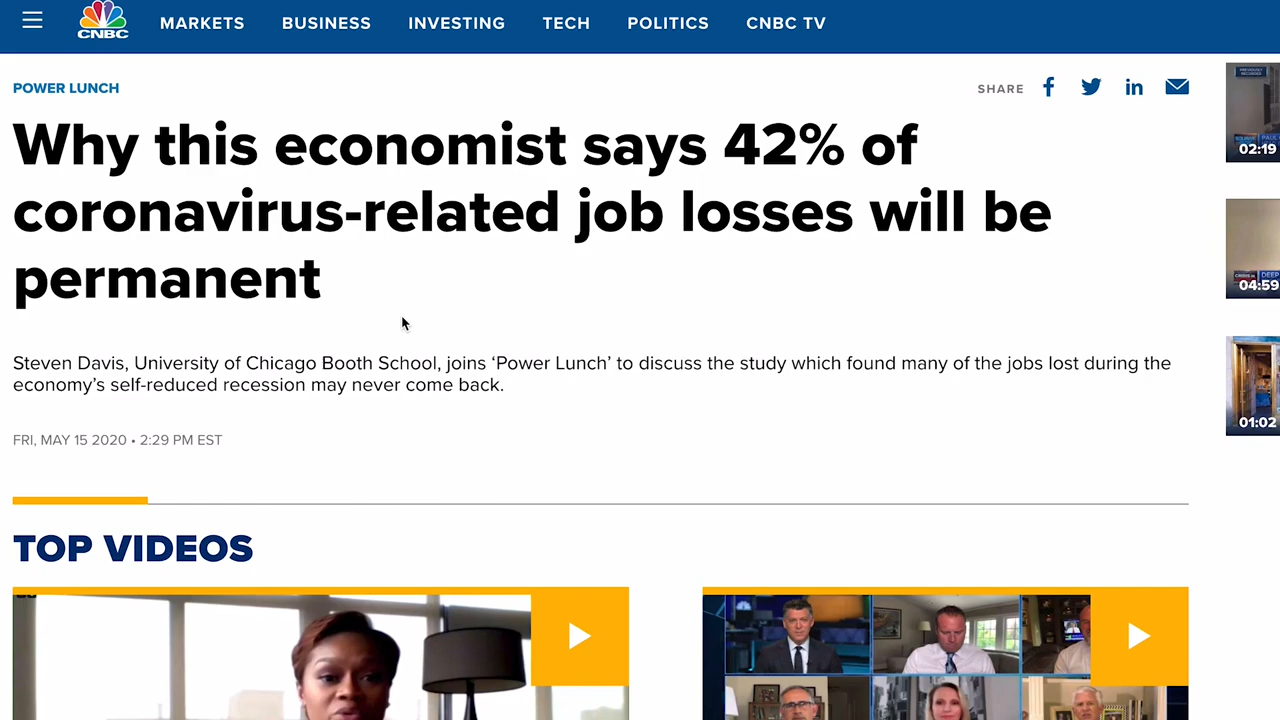 CNBC
MARKETS BUSINESS INVESTING TECH POLITICS CNBC TV
POWER LUNCH
SHARE
Why this economist says 42% of
coronavirus-related job losses will be
permanent
Steven Davis, University of Chicago Booth School, joins ‘Power Lunch’ to discuss the study which found many of the jobs lost during the
economy’s self-reduced recession may never come back.
FRI, MAY 15 2020 • 2:29 PM EST
TOP VIDEOS
02:19
04:59
01:02